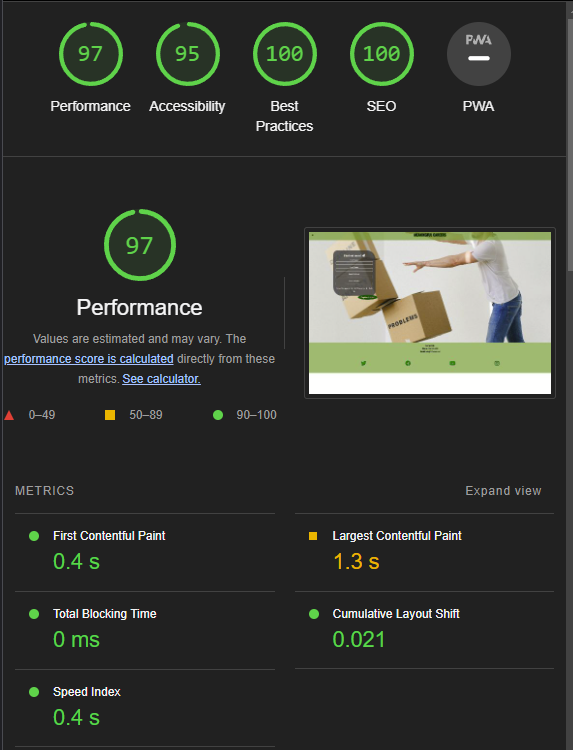 97
95
100
100
PWA
Performance
Accessibility
Best
Practices
SEO
PWA
97
Performance
Values are estimated and may vary. The
performance score is calculated directly from these
metrics. See calculator.
0–49
50–89
90–100
PROBLEMS
METRICS
Expand view
First Contentful Paint
0.4 s
Largest Contentful Paint
1.3 s
Total Blocking Time
0 ms
Cumulative Layout Shift
0.021
Speed Index
0.4 s